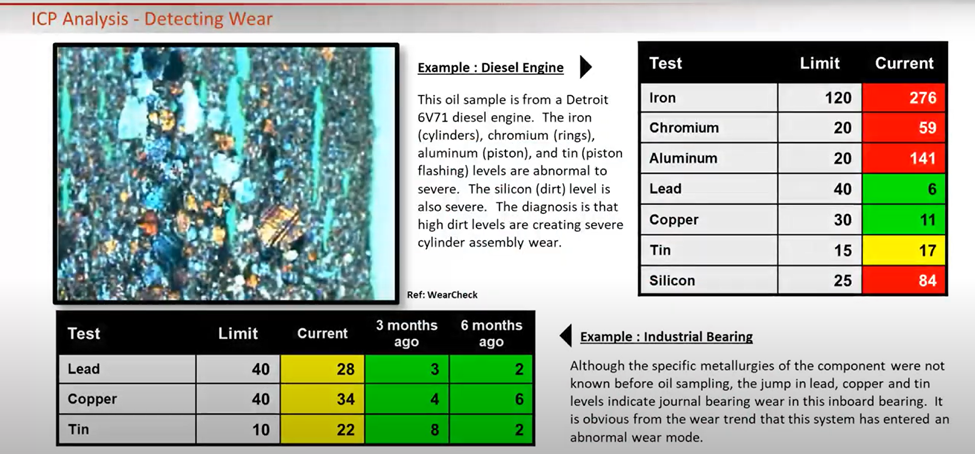 ICP Analysis - Detecting Wear
Example : Diesel Engine
This oil sample is from a Detroit
6V71 diesel engine. The iron
(cylinders), chromium (rings),
aluminum (piston), and tin (piston
flashing) levels are abnormal to
severe. The silicon (dirt) level is
also severe. The diagnosis is that
high dirt levels are creating severe
cylinder assembly wear.
Ref: WearCheck
Test Limit Current
Iron 120 276
Chromium 20 59
Aluminum 20 141
Lead 40 6
Copper 30 11
Tin 15 17
Silicon 25 84
Test Limit Current 3 months ago 6 months ago
Lead 40 28 3 2
Copper 40 34 4 6
Tin 10 22 8 2
Example : Industrial Bearing
Although the specific metallurgies of the component were not
known before oil sampling, the jump in lead, copper and tin
levels indicate journal bearing wear in this inboard bearing. It
is obvious from the wear trend that this system has entered an
abnormal wear mode.